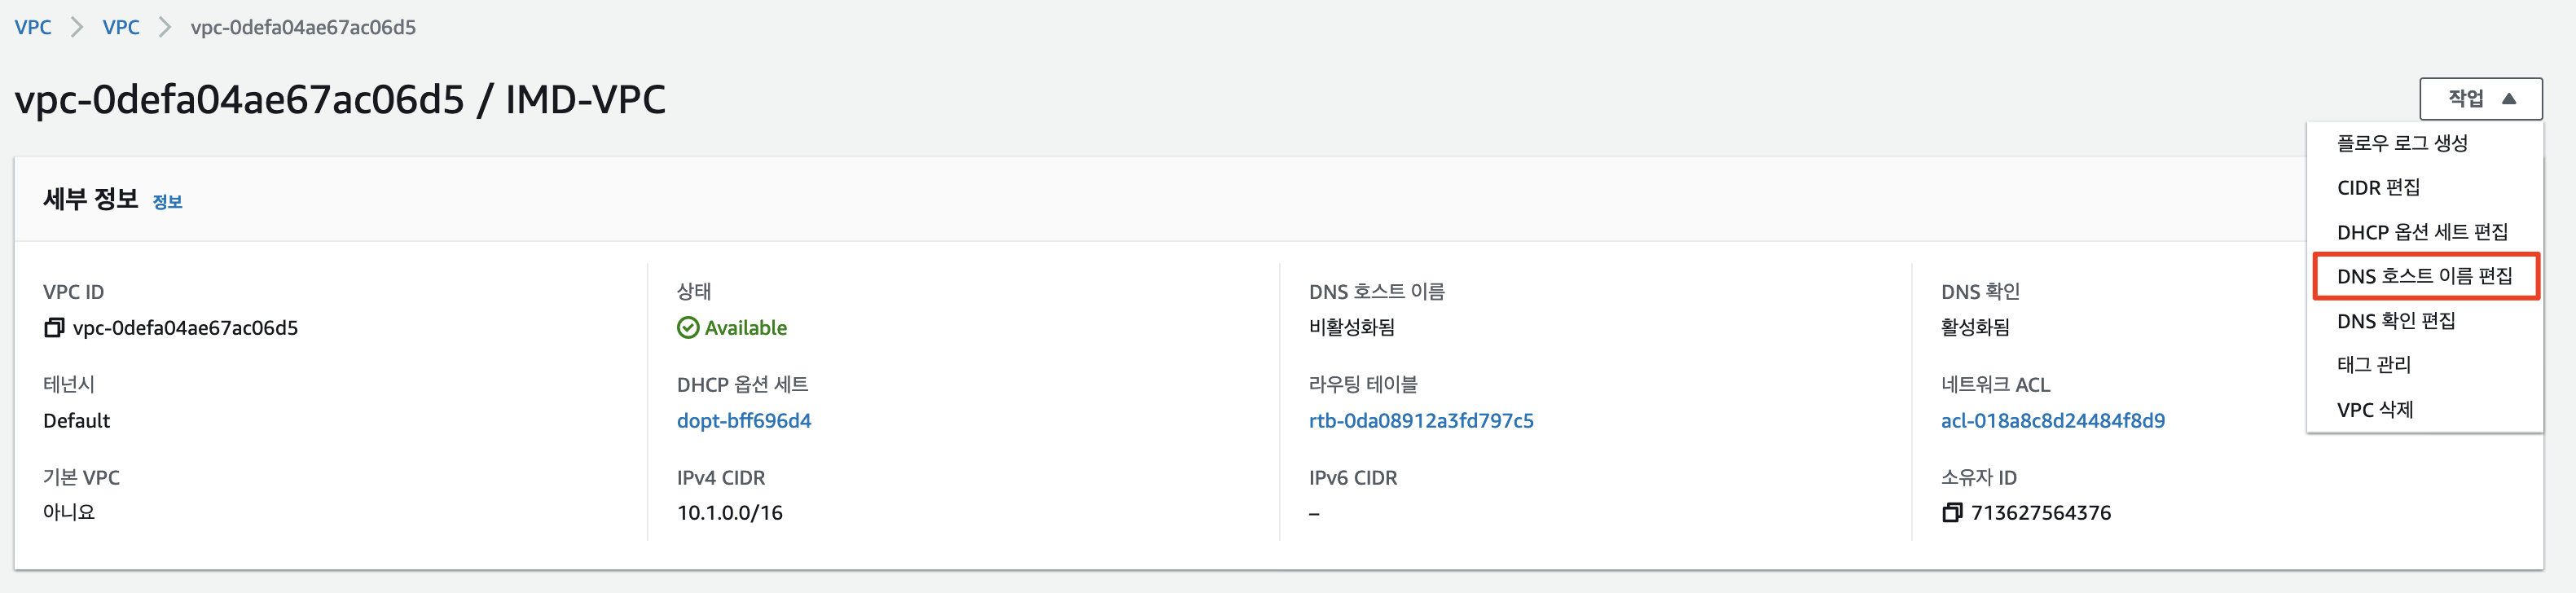 VPC > VPC > vpc-0defa04ae67ac06d5
vpc-0defa04ae67ac06d5 / IMD-VPC
작업 ▲
플로우 로그 생성
CIDR 편집
DHCP 옵션 세트 편집
DNS 호스트 이름 편집
DNS 확인 편집
태그 관리
VPC 삭제
세부 정보 정보
VPC ID
vpc-0defa04ae67ac06d5
상태
Available
DNS 호스트 이름
비활성화됨
DNS 확인
활성화됨
테넌시
Default
DHCP 옵션 세트
dopt-bff696d4
라우팅 테이블
rtb-0da08912a3fd797c5
네트워크 ACL
acl-018a8c8d24484f8d9
기본 VPC
아니요
IPv4 CIDR
10.1.0.0/16
IPv6 CIDR
–
소유자 ID
713627564376